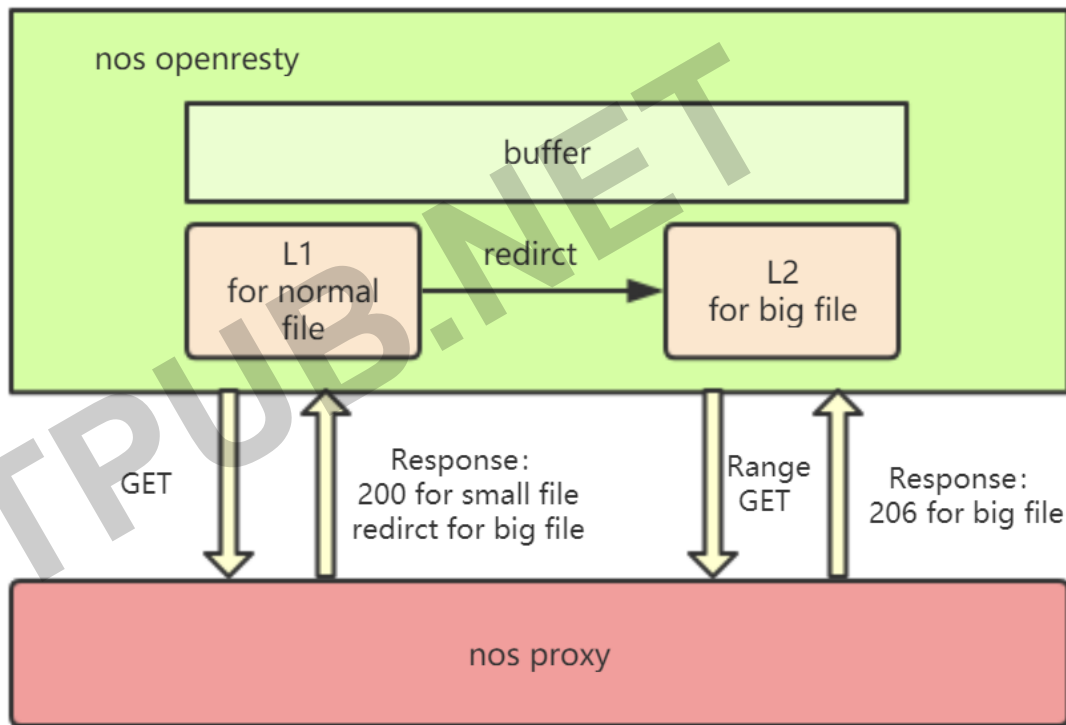 nos openresty
buffer
L1
for normal
file
redirct
L2
for big file
GET
Response：
200 for small file
redirct for big file
Range
GET
Response：
206 for big file
nos proxy
TPUB.NET